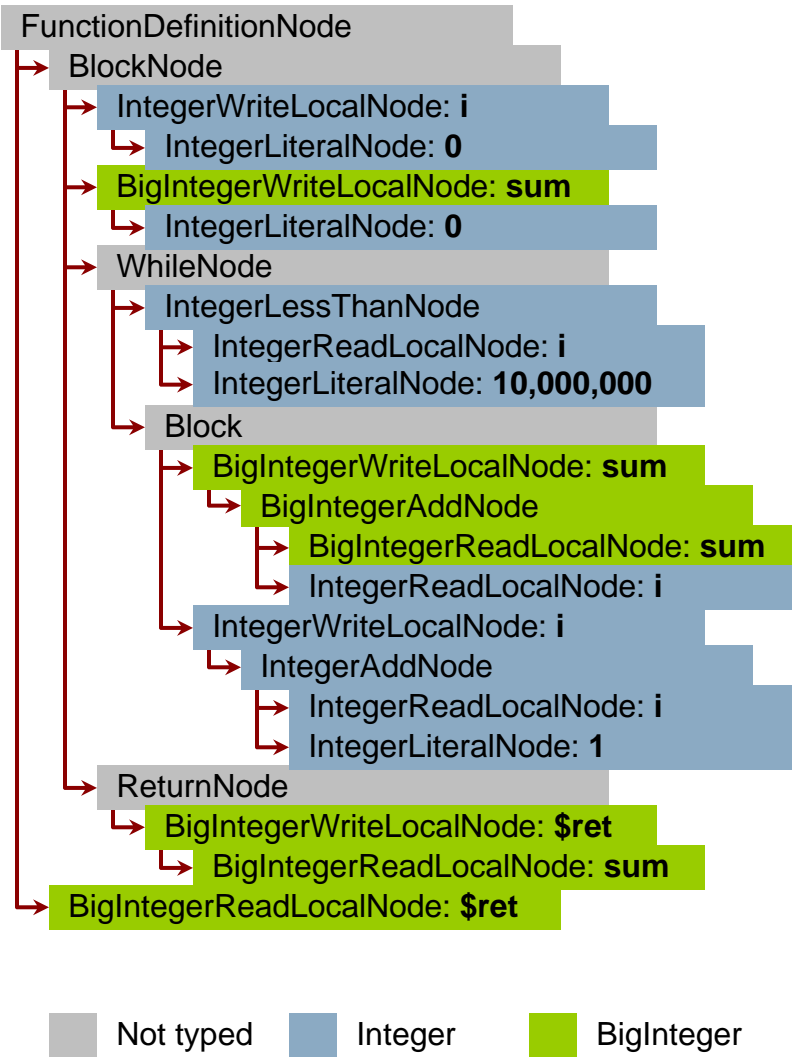 FunctionDefinitionNode
BlockNode
IntegerWriteLocalNode: i
IntegerLiteralNode: 0
BigIntegerWriteLocalNode: sum
IntegerLiteralNode: 0
WhileNode
IntegerLessThanNode
IntegerReadLocalNode: i
IntegerLiteralNode: 10,000,000
Block
BigIntegerWriteLocalNode: sum
BigIntegerAddNode
BigIntegerReadLocalNode: sum
IntegerReadLocalNode: i
IntegerWriteLocalNode: i
IntegerAddNode
IntegerReadLocalNode: i
IntegerLiteralNode: 1
ReturnNode
BigIntegerWriteLocalNode: $ret
BigIntegerReadLocalNode: sum
BigIntegerReadLocalNode: $ret
Not typed Integer BigInteger